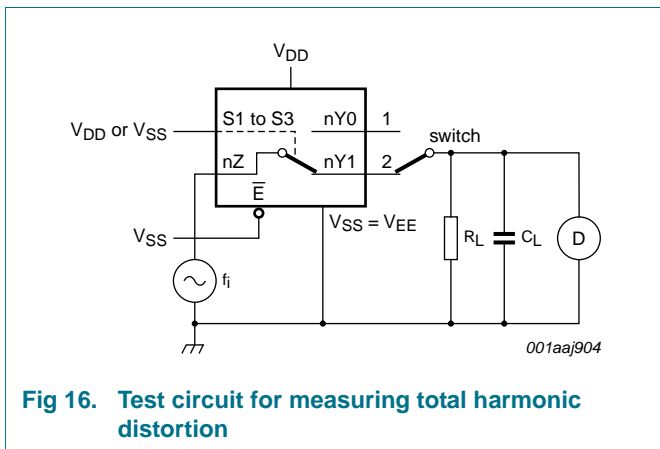 VDD
S1 to S3
nY0
1
VDD or VSS
switch
nZ
nY1
2
E
VSS
VSS = VEE
RL
CL
D
fi
001aaj904
Fig 16. Test circuit for measuring total harmonic
distortion